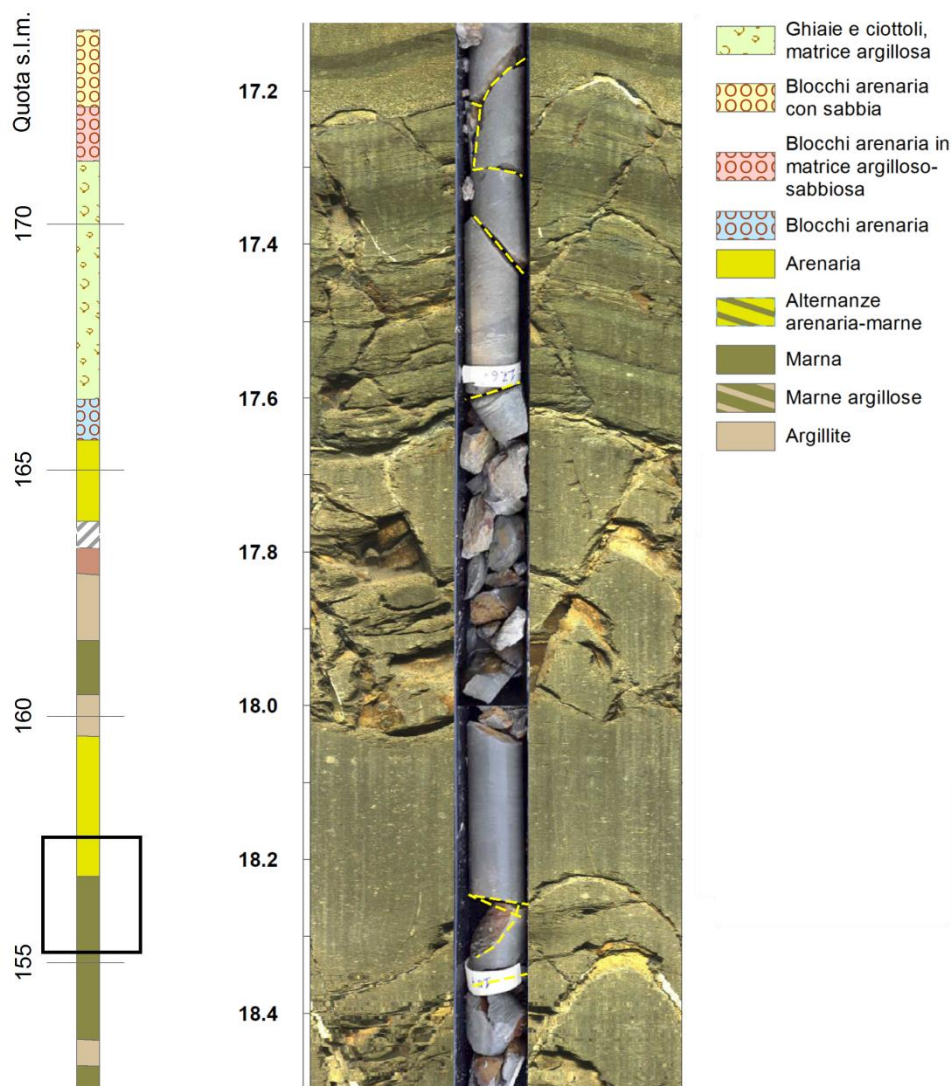 Quota s.l.m.
170
165
160
155
17.2
17.4
17.6
17.8
18.0
18.2
18.4
Ghiaie e ciottoli,
matrice argillosa
Blocchi arenaria
con sabbia
Blocchi arenaria in
matrice argilloso-
sabbiosa
Blocchi arenaria
Arenaria
Alternanze
arenaria-marne
Marna
Marne argillose
Argillite